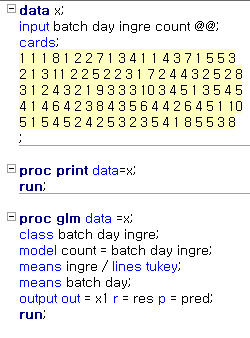 data x;
input batch day ingre count @@;
cards;
1 1 1 8 1 2 2 7 1 3 4 1 1 4 3 7 1 5 5 3
2 1 3 11 2 2 5 2 2 3 1 7 2 4 4 3 2 5 2 8
3 1 2 4 3 2 1 9 3 3 3 10 3 4 5 1 3 5 4 5
4 1 4 6 4 2 3 8 4 3 5 6 4 4 2 6 4 5 1 10
5 1 5 4 5 2 4 2 5 3 2 3 5 4 1 8 5 5 3 8
;
proc print data=x;
run;
proc glm data =x;
class batch day ingre;
model count = batch day ingre;
means ingre / lines tukey;
means batch day;
output out = x1 r = res p = pred;
run;